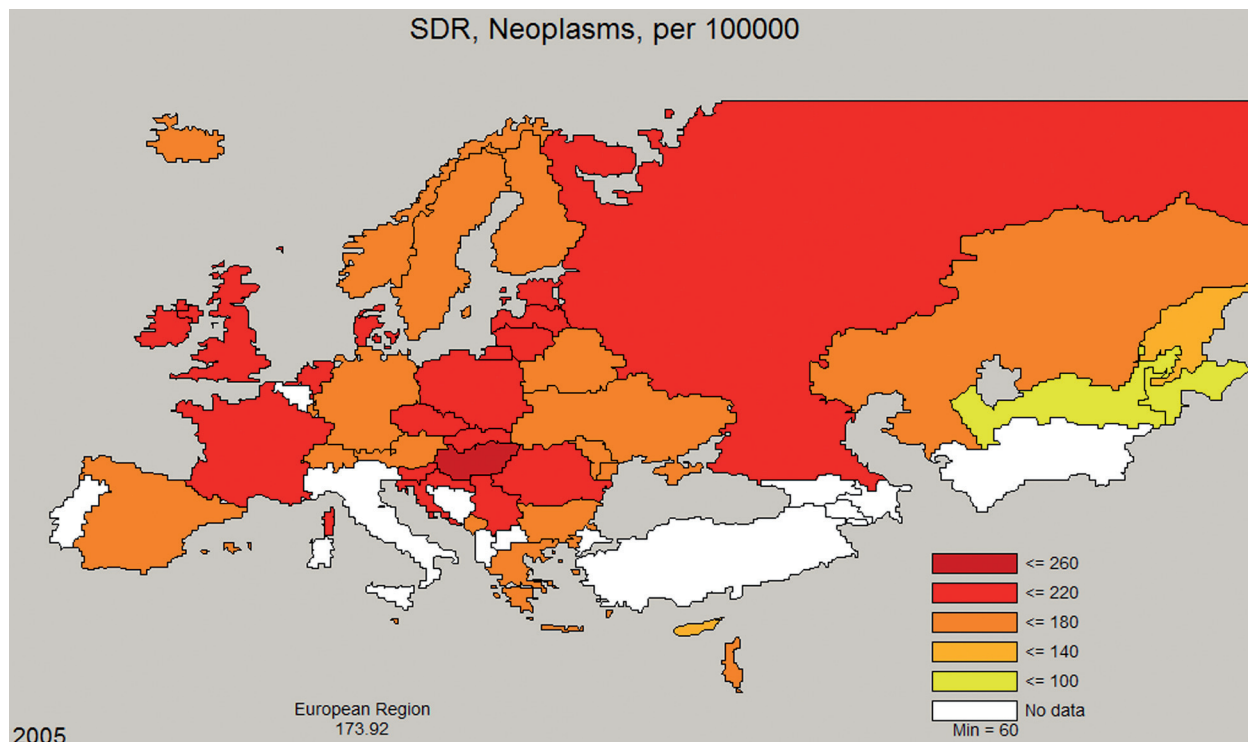 SDR, Neoplasms, per 100000
<= 260
<= 220
<= 180
<= 140
<= 100
No data
Min = 60
European Region
173.92
2005